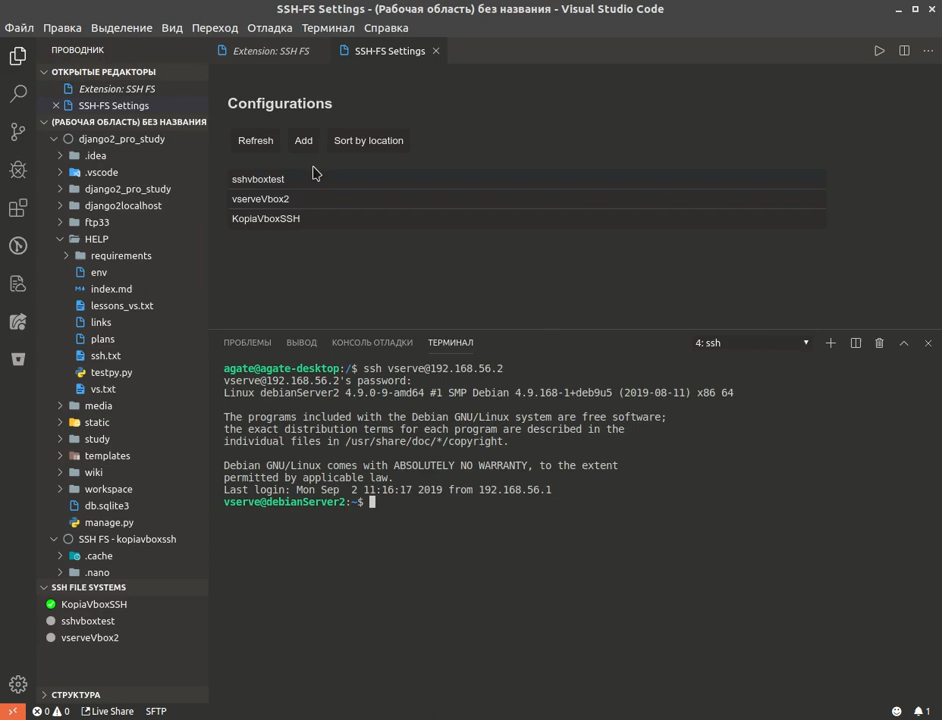 SSH-FS Settings - (Рабочая область) без названия - Visual Studio Code
Файл Правка Выделение Вид Переход Отладка Терминал Справка
ПРОВОДНИК
ОТКРЫТЫЕ РЕДАКТОРЫ
Extension: SSH FS
SSH-FS Settings
(РАБОЧАЯ ОБЛАСТЬ) БЕЗ НАЗВАНИЯ
django2_pro_study
.idea
.vscode
django2_pro_study
django2localhost
ftp33
HELP
requirements
env
index.md
lessons_vs.txt
links
plans
ssh.txt
testpy.py
vs.txt
media
static
study
templates
wiki
workspace
db.sqlite3
manage.py
SSH FS - kopiavboxssh
.cache
.nano
SSH FILE SYSTEMS
KopiaVboxSSH
sshvboxtest
vserveVbox2
СТРУКТУРА
Extension: SSH FS
SSH-FS Settings
Configurations
Refresh Add Sort by location
sshvboxtest
vserveVbox2
KopiaVboxSSH
ПРОБЛЕМЫ ВЫВОД КОНСОЛЬ ОТЛАДКИ ТЕРМИНАЛ 4: ssh
agate@agate-desktop:/$ ssh vserve@192.168.56.2
vserve@192.168.56.2's password:
Linux debianServer2 4.9.0-9-amd64 #1 SMP Debian 4.9.168-1+deb9u5 (2019-08-11) x86 64
The programs included with the Debian GNU/Linux system are free software;
the exact distribution terms for each program are described in the
individual files in /usr/share/doc/*/copyright.
Debian GNU/Linux comes with ABSOLUTELY NO WARRANTY, to the extent
permitted by applicable law.
Last login: Mon Sep  2 11:16:17 2019 from 192.168.56.1
vserve@debianServer2:~$
0 0 Live Share SFTP 1